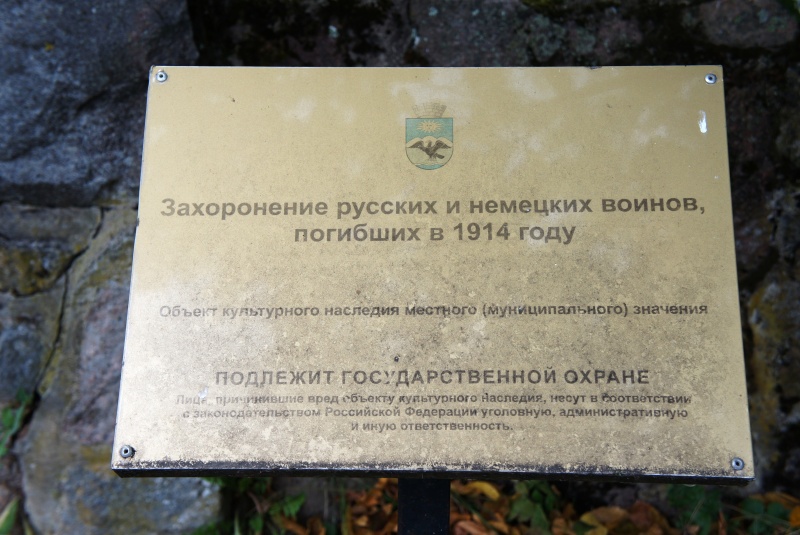 Захоронение русских и немецких воинов,
погибших в 1914 году
Объект культурного наследия местного (муниципального) значения
ПОДЛЕЖИТ ГОСУДАРСТВЕННОЙ ОХРАНЕ
Лица, причинившие вред объекту культурного наследия, несут в соответствии
с законодательством Российской Федерации уголовную, административную
и иную ответственность.